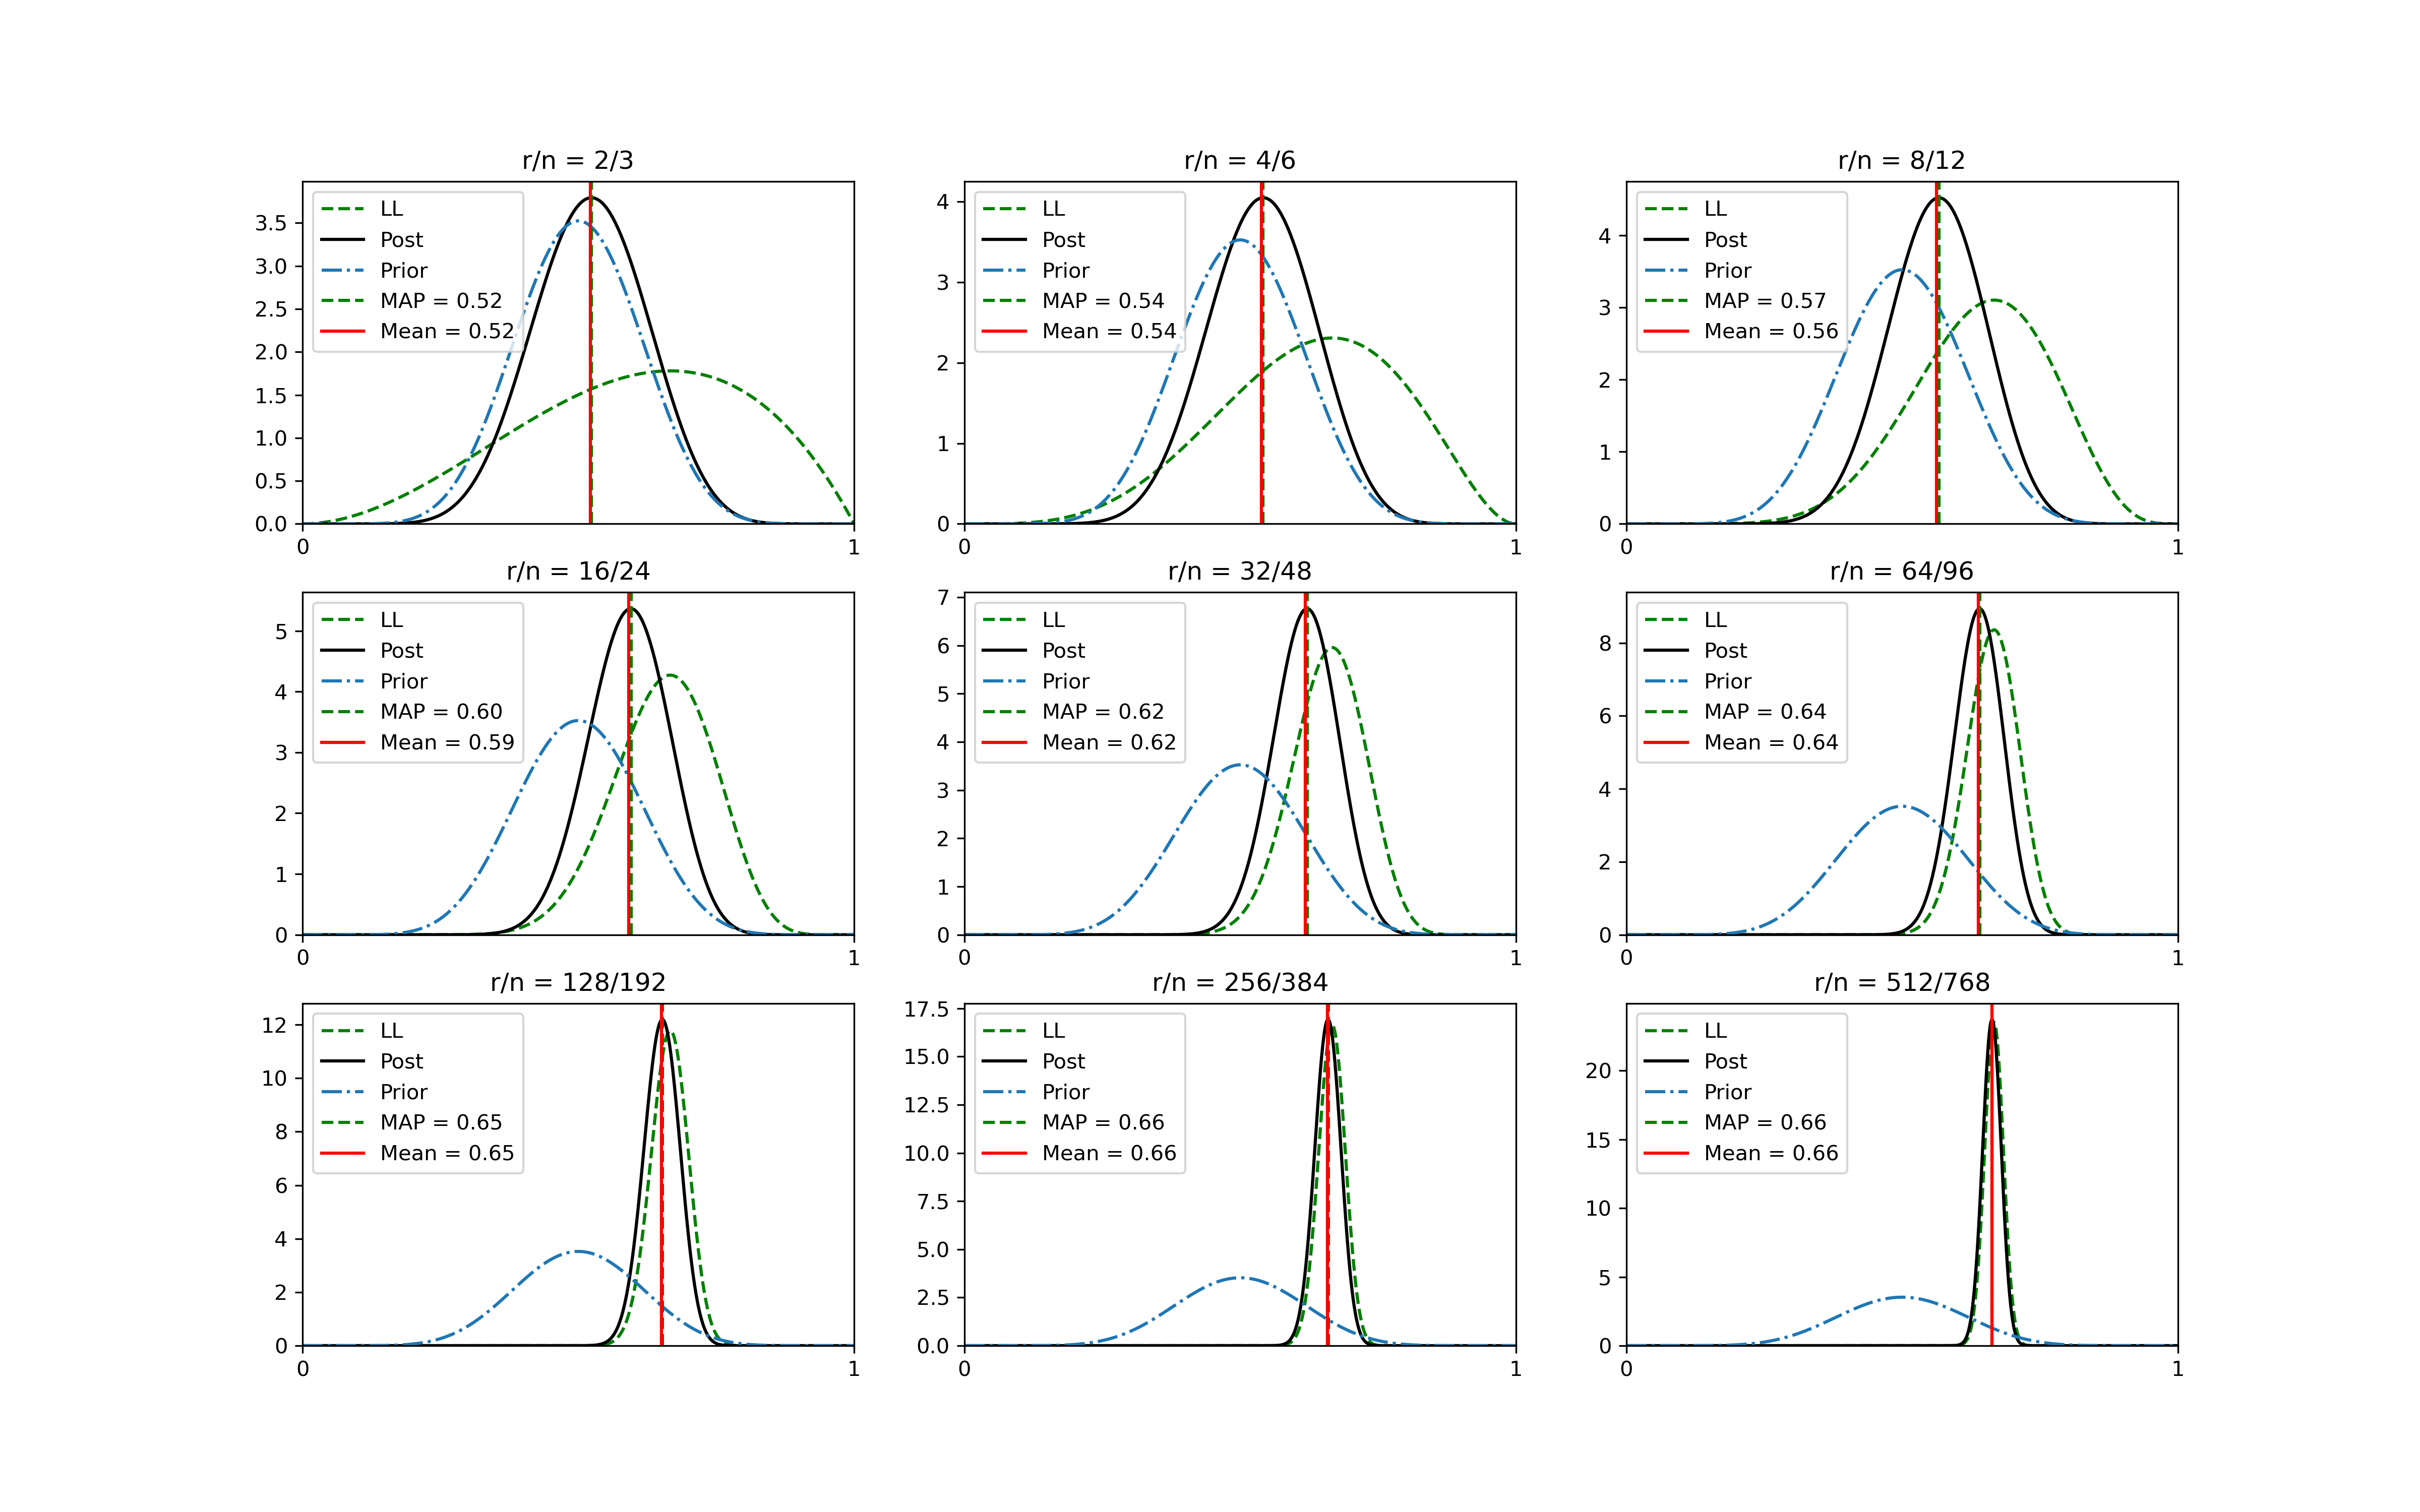 r/n = 2/3
LL
Post
Prior
MAP = 0.52
Mean = 0.52
3.5
3.0
2.5
2.0
1.5
1.0
0.5
0.0
0 1
r/n = 4/6
LL
Post
Prior
MAP = 0.54
Mean = 0.54
4
3
2
1
0
0 1
r/n = 8/12
LL
Post
Prior
MAP = 0.57
Mean = 0.56
4
3
2
1
0
0 1
r/n = 16/24
LL
Post
Prior
MAP = 0.60
Mean = 0.59
5
4
3
2
1
0
0 1
r/n = 32/48
LL
Post
Prior
MAP = 0.62
Mean = 0.62
7
6
5
4
3
2
1
0
0 1
r/n = 64/96
LL
Post
Prior
MAP = 0.64
Mean = 0.64
8
6
4
2
0
0 1
r/n = 128/192
LL
Post
Prior
MAP = 0.65
Mean = 0.65
12
10
8
6
4
2
0
0 1
r/n = 256/384
LL
Post
Prior
MAP = 0.66
Mean = 0.66
17.5
15.0
12.5
10.0
7.5
5.0
2.5
0.0
0 1
r/n = 512/768
LL
Post
Prior
MAP = 0.66
Mean = 0.66
20
15
10
5
0
0 1